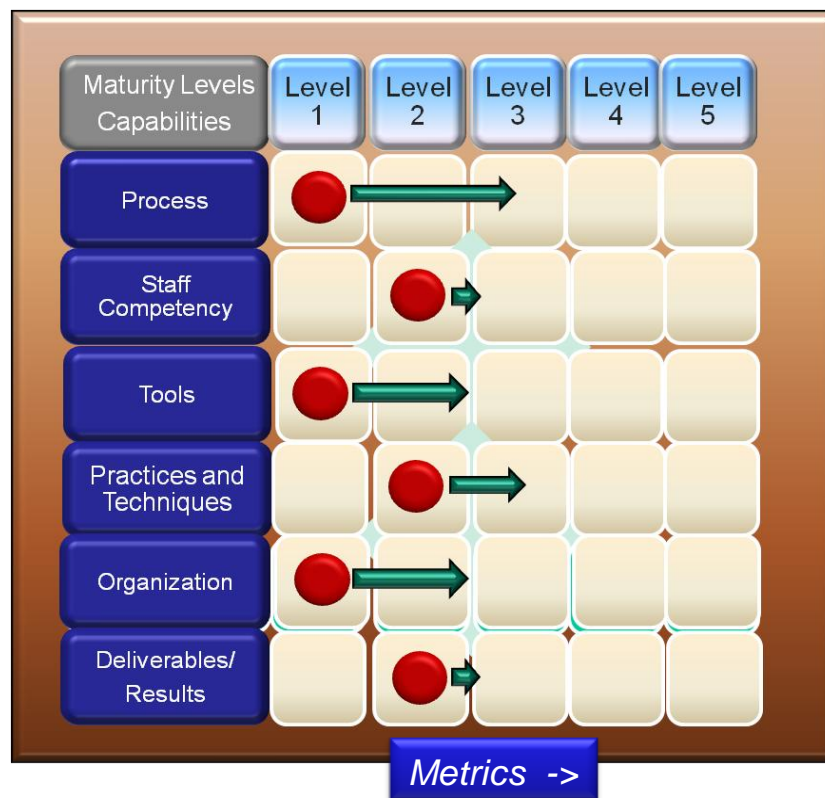 Maturity Levels
Capabilities
Level
1
Level
2
Level
3
Level
4
Level
5
Process
Staff
Competency
Tools
Practices and
Techniques
Organization
Deliverables/
Results
Metrics ->